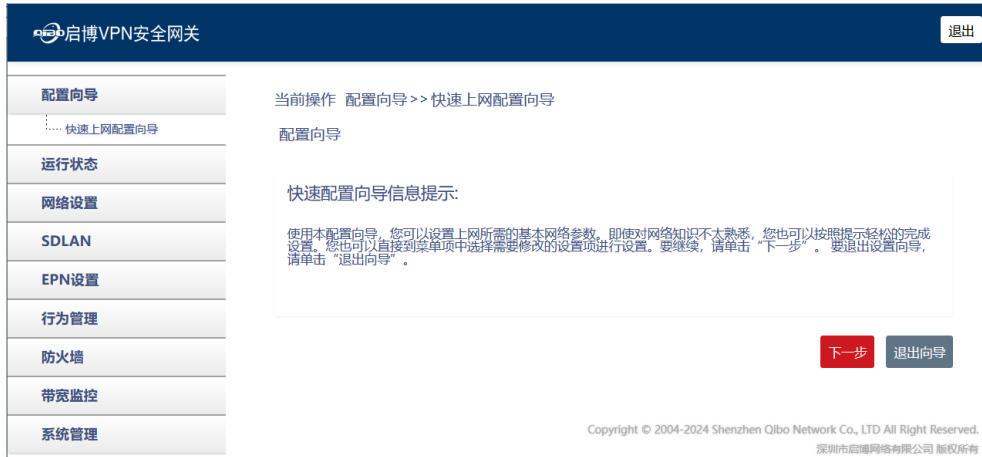 QIBO 启博VPN安全网关
退出
配置向导
快速上网配置向导
运行状态
网络设置
SDLAN
EPN设置
行为管理
防火墙
带宽监控
系统管理
当前操作 配置向导>>快速上网配置向导
配置向导
快速配置向导信息提示:
使用本配置向导，您可以设置上网所需的基本网络参数。即使对网络知识不太熟悉，您也可以按照提示轻松的完成
设置。您也可以直接到菜单项中选择需要修改的设置项进行设置。要继续，请单击“下一步”。 要退出设置向导，
请单击“退出向导”。
下一步
退出向导
Copyright © 2004-2024 Shenzhen Qibo Network Co., LTD All Right Reserved.
深圳市启博网络有限公司 版权所有